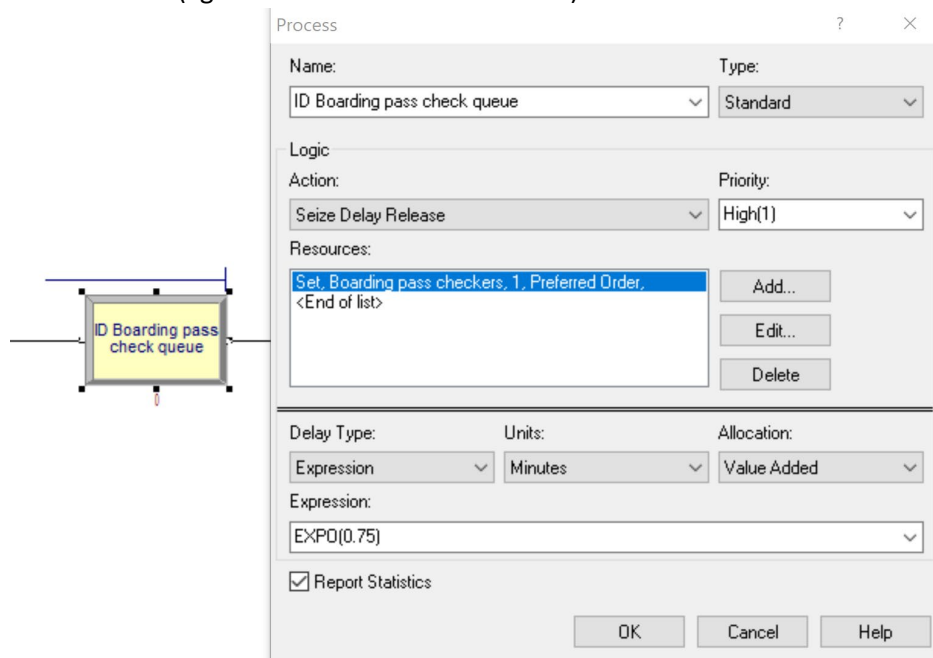 Process ? ×
Name: Type:
ID Boarding pass check queue Standard
Logic
Action: Priority:
Seize Delay Release High(1)
Resources:
Set, Boarding pass checkers, 1, Preferred Order,
<End of list>
Add...
Edit...
Delete
ID Boarding pass
check queue
0
Delay Type: Units: Allocation:
Expression Minutes Value Added
Expression:
EXPO(0.75)
Report Statistics
OK Cancel Help